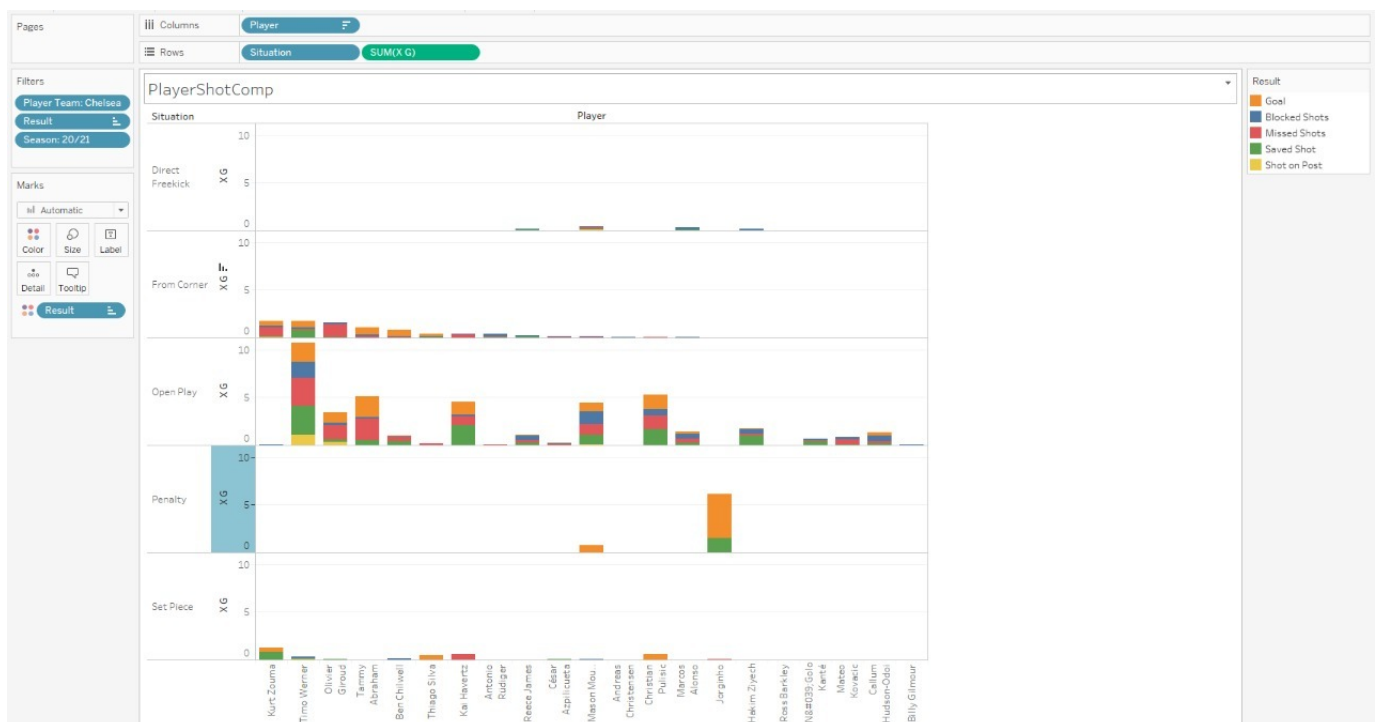 Pages
Columns
Player
Rows
Situation
SUM(X G)
Filters
Player Team: Chelsea
Result
Season: 20/21
Marks
Automatic
Color
Size
Label
Detail
Tooltip
Result
PlayerShotComp
Situation
Player
Direct
Freekick
X G
10
5
0
From Corner
X G
10
5
0
Open Play
X G
10
5
0
Penalty
X G
10
5
0
Set Piece
X G
10
5
0
Kurt Zouma
Timo Werner
Olivier
Giroud
Tammy
Abraham
Ben Chilwell
Thiago Silva
Kai Havertz
Antonio
Rüdiger
Reece James
César
Azpilicueta
Mason Mou..
Andreas
Christensen
Christian
Pulisic
Marcos
Alonso
Jorginho
Hakim Ziyech
Ross Barkley
N&#039;Golo
Kanté
Mateo
Kovacic
Callum
Hudson-Odoi
Billy Gilmour
Result
Goal
Blocked Shots
Missed Shots
Saved Shot
Shot on Post